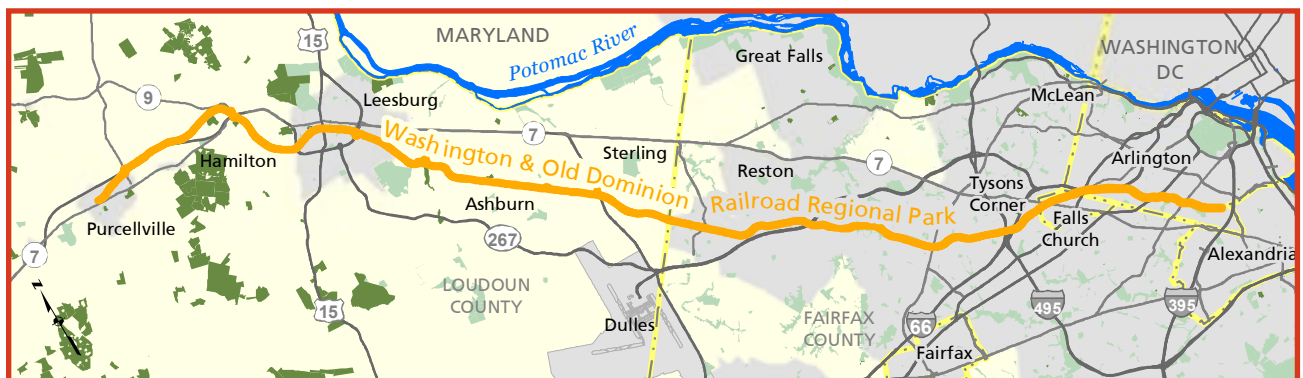 15
MARYLAND
Potomac River
Great Falls
WASHINGTON
DC
9
Leesburg
McLean
7
Washington & Old Dominion
Railroad Regional Park
Hamilton
Sterling
Reston
7
Arlington
Tysons
Corner
Ashburn
Purcellville
Falls
Church
267
7
Alexandria
N
LOUDOUN
COUNTY
15
Dulles
FAIRFAX
COUNTY
66
495
395
Fairfax